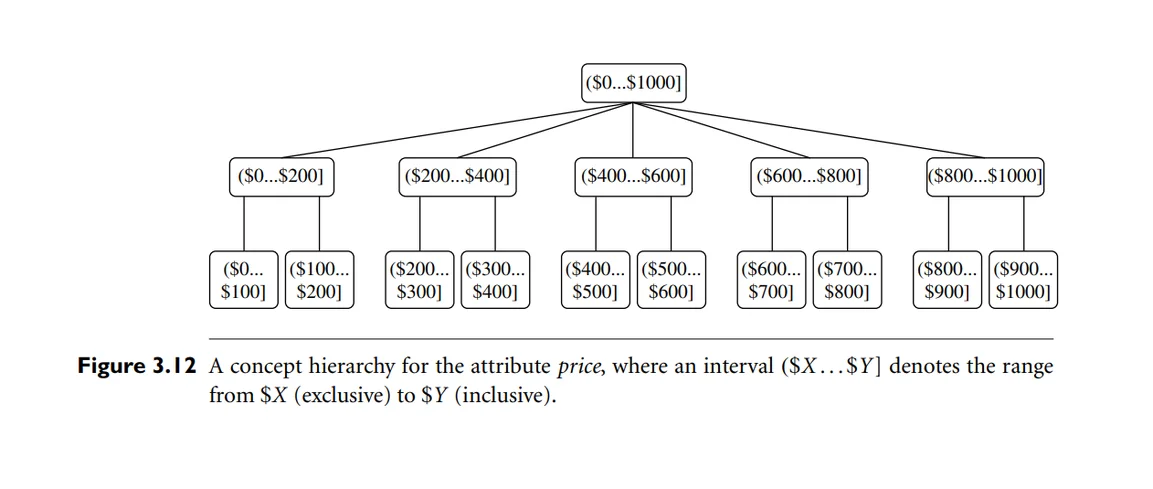 ($0...$1000]
($0...$200] ($200...$400] ($400...$600] ($600...$800] ($800...$1000]
($0... ($100... ($200... ($300... ($400... ($500... ($600... ($700... ($800... ($900...
$100] $200] $300] $400] $500] $600] $700] $800] $900] $1000]
Figure 3.12 A concept hierarchy for the attribute price, where an interval ($X...$Y] denotes the range
from $X (exclusive) to $Y (inclusive).